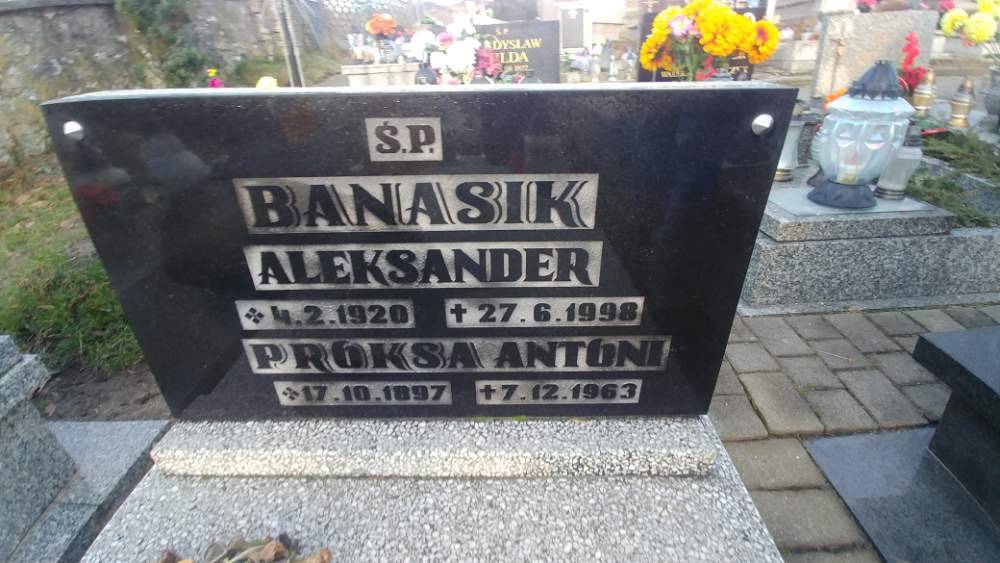 Ś.P.
BANASIK
ALEKSANDER
4.2.1920 † 27.6.1998
PROKSA ANTONI
17.10.1897 † 7.12.1963
Ś.P.